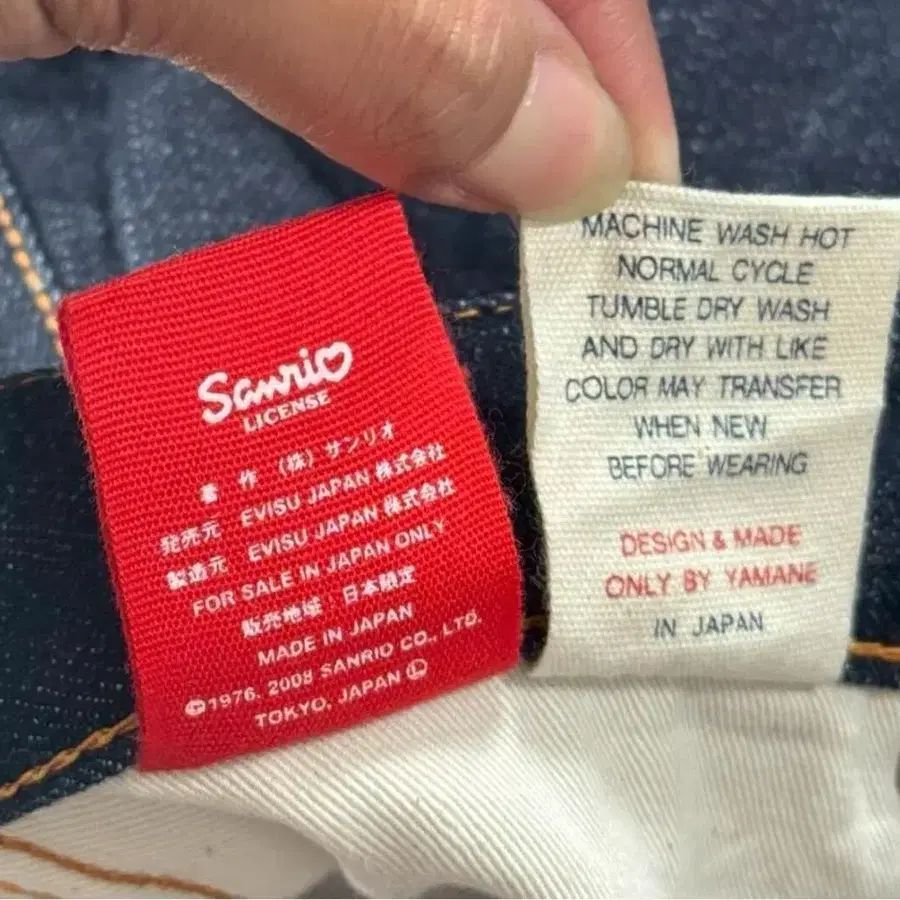 Sanrio
LICENSE
著 作 (株) サンリオ
発売元 EVISU JAPAN 株式会社
製造元 EVISU JAPAN 株式会社
FOR SALE IN JAPAN ONLY
販売地域 日本限定
MADE IN JAPAN
©1976, 2008 SANRIO CO., LTD.
TOKYO, JAPAN Ⓛ
MACHINE WASH HOT
NORMAL CYCLE
TUMBLE DRY WASH
AND DRY WITH LIKE
COLOR MAY TRANSFER
WHEN NEW
BEFORE WEARING
DESIGN & MADE
ONLY BY YAMANE
IN JAPAN